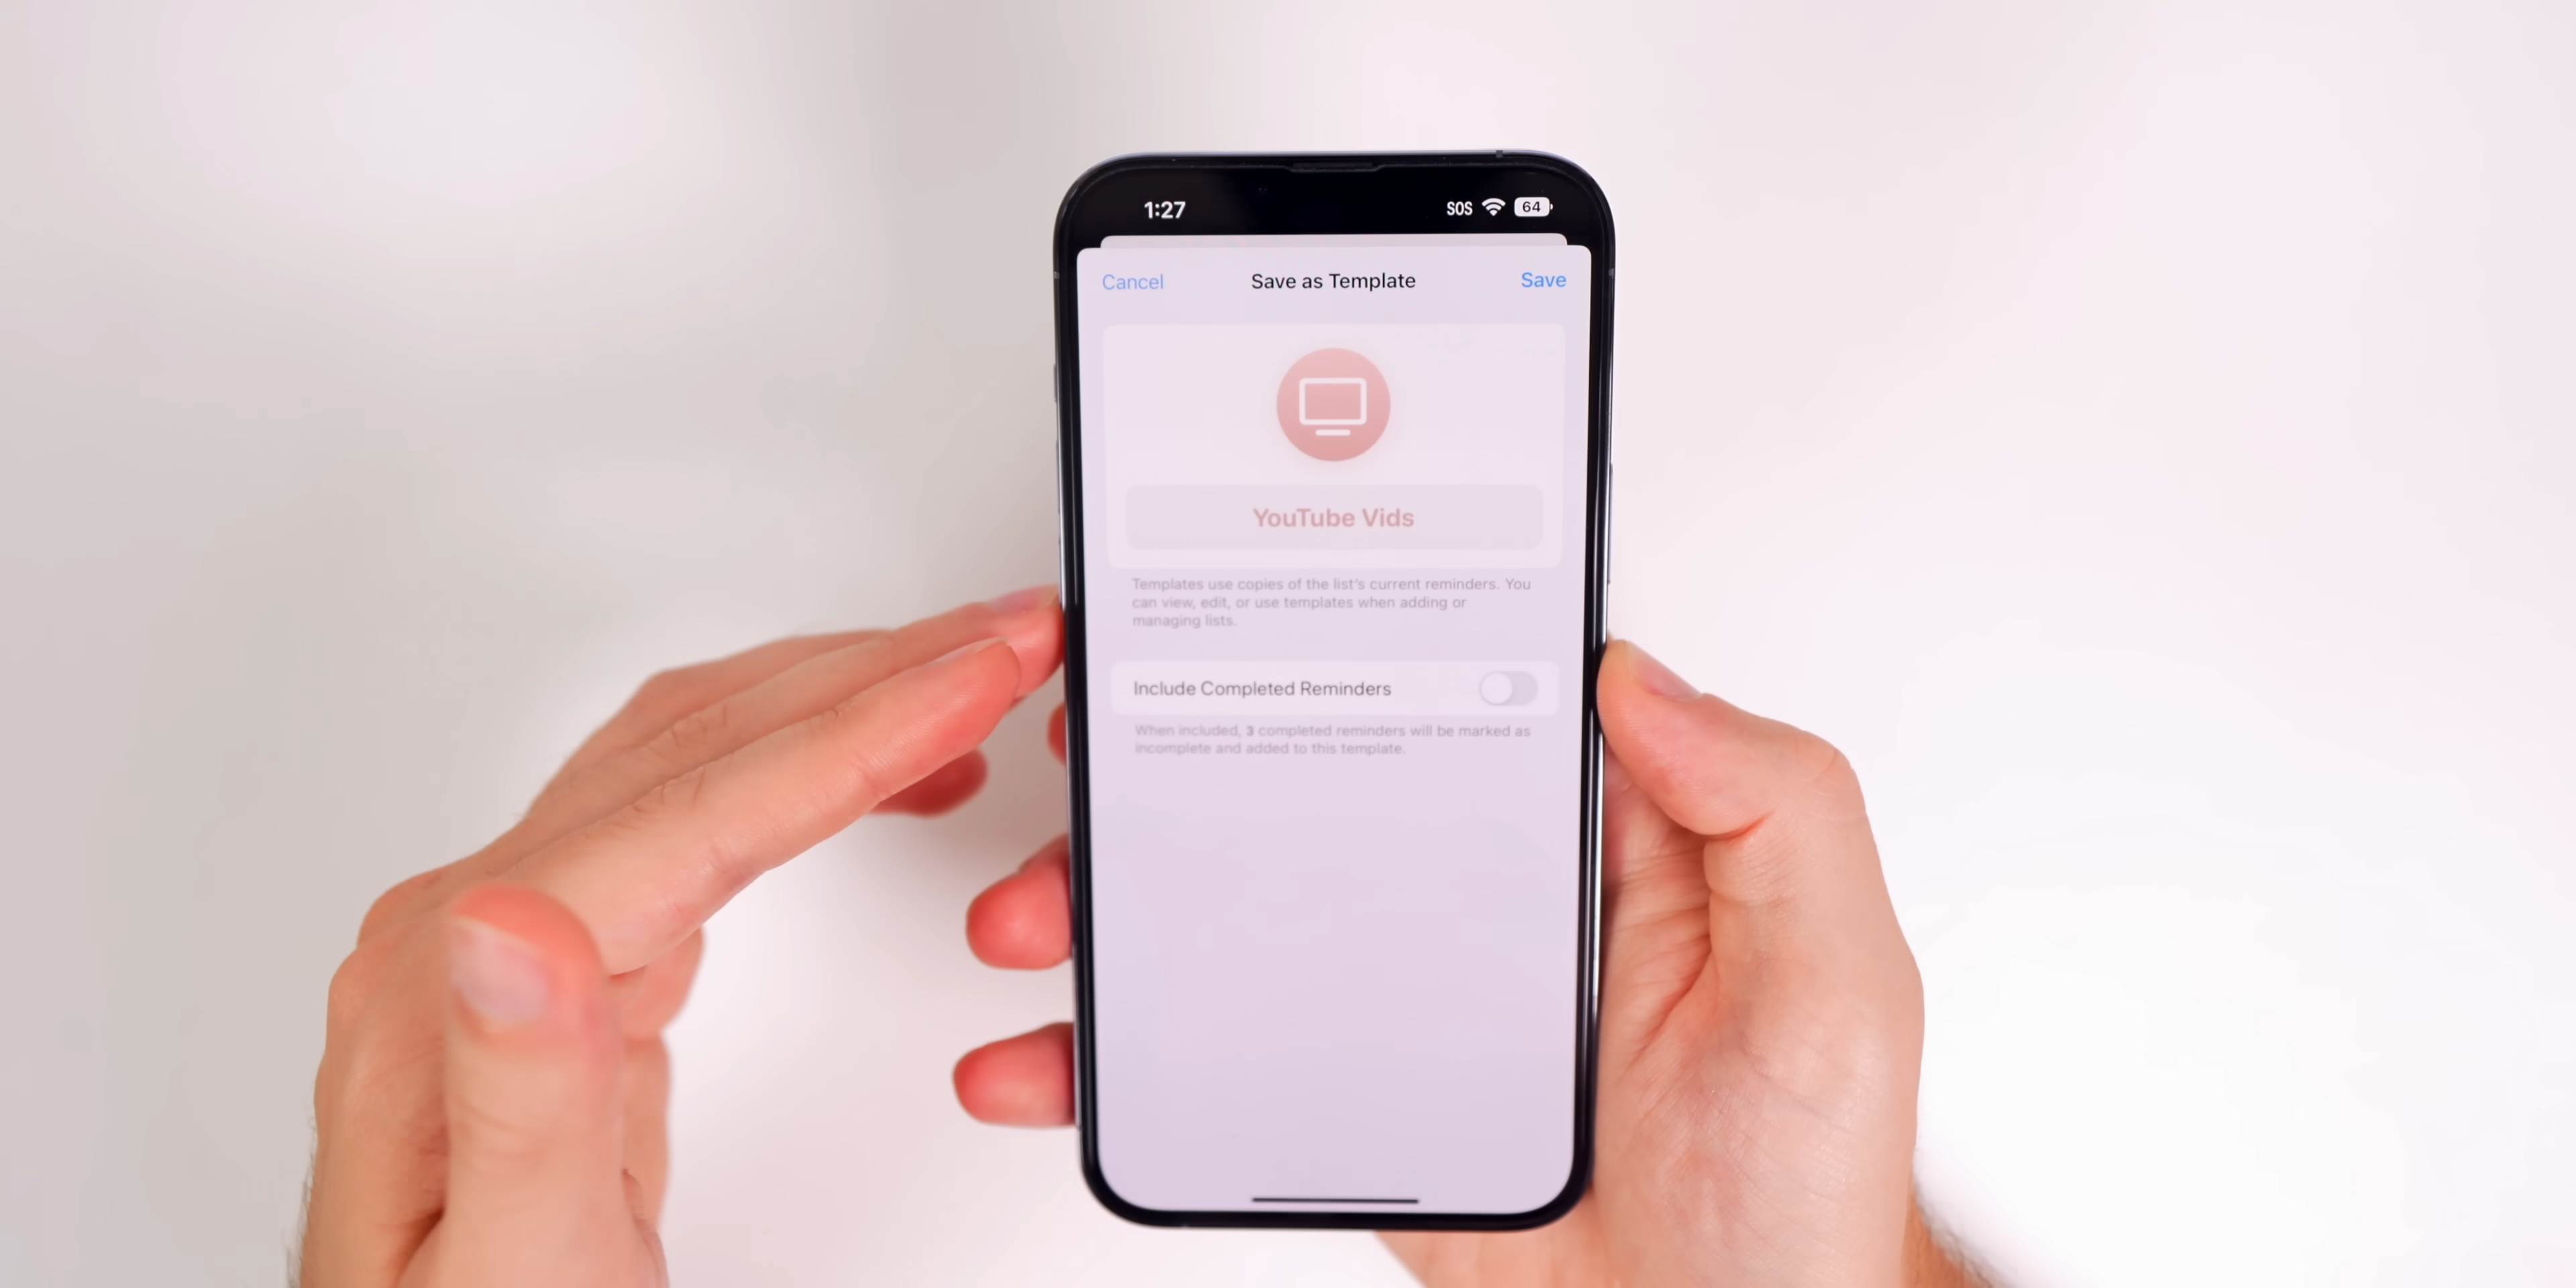 1:27 SOS 64
Cancel Save as Template Save
YouTube Vids
Templates use copies of the list's current reminders. You
can view, edit, or use templates when adding or
managing lists.
Include Completed Reminders
When included, 3 completed reminders will be marked as
incomplete and added to this template.